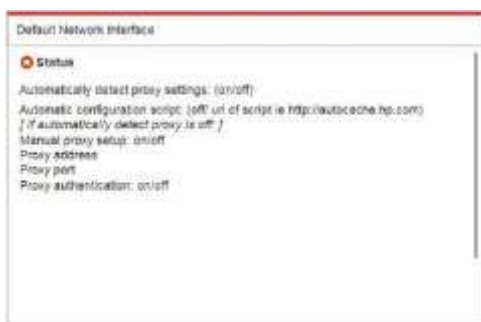 Default Network Interface
Status
Automatically detect proxy settings: (on/off)
Automatic configuration script: (off/ url of script ie http://autocache.hp.com)
[ if automatically detect proxy is off ]
Manual proxy setup: on/off
Proxy address
Proxy port
Proxy authentication: on/off